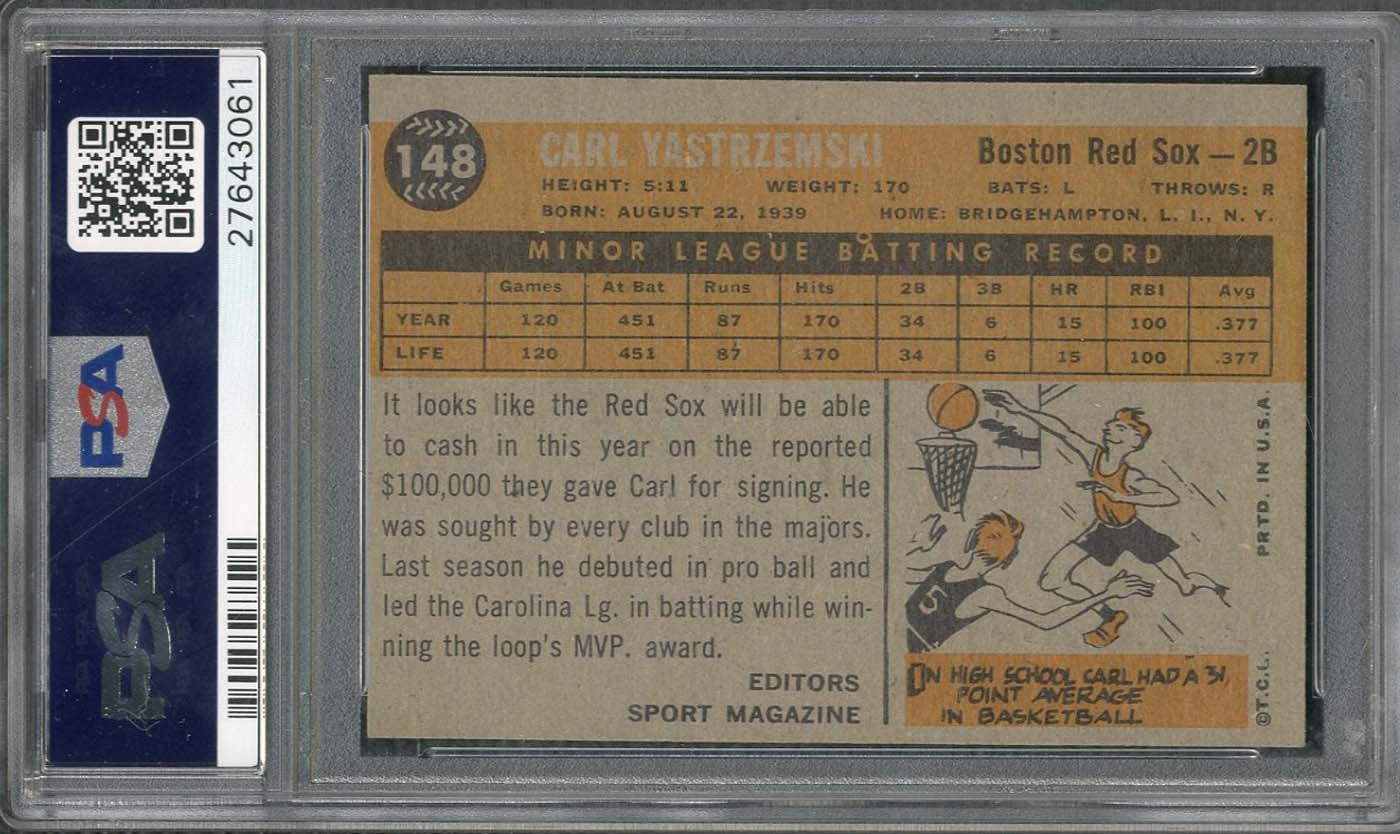 27643061
PSA
PSA
148
CARL YASTRZEMSKI Boston Red Sox — 2B
HEIGHT: 5:11 WEIGHT: 170 BATS: L THROWS: R
BORN: AUGUST 22, 1939 HOME: BRIDGEHAMPTON, L. I., N. Y.
MINOR LEAGUE BATTING RECORD
Games At Bat Runs Hits 2B 3B HR RBI Avg
YEAR 120 451 87 170 34 6 15 100 .377
LIFE 120 451 87 170 34 6 15 100 .377
It looks like the Red Sox will be able
to cash in this year on the reported
$100,000 they gave Carl for signing. He
was sought by every club in the majors.
Last season he debuted in pro ball and
led the Carolina Lg. in batting while win-
ning the loop's MVP. award.
EDITORS
SPORT MAGAZINE
5
IN HIGH SCHOOL CARL HAD A 31
POINT AVERAGE
IN BASKETBALL
©T.C.G. PRTD. IN U.S.A.